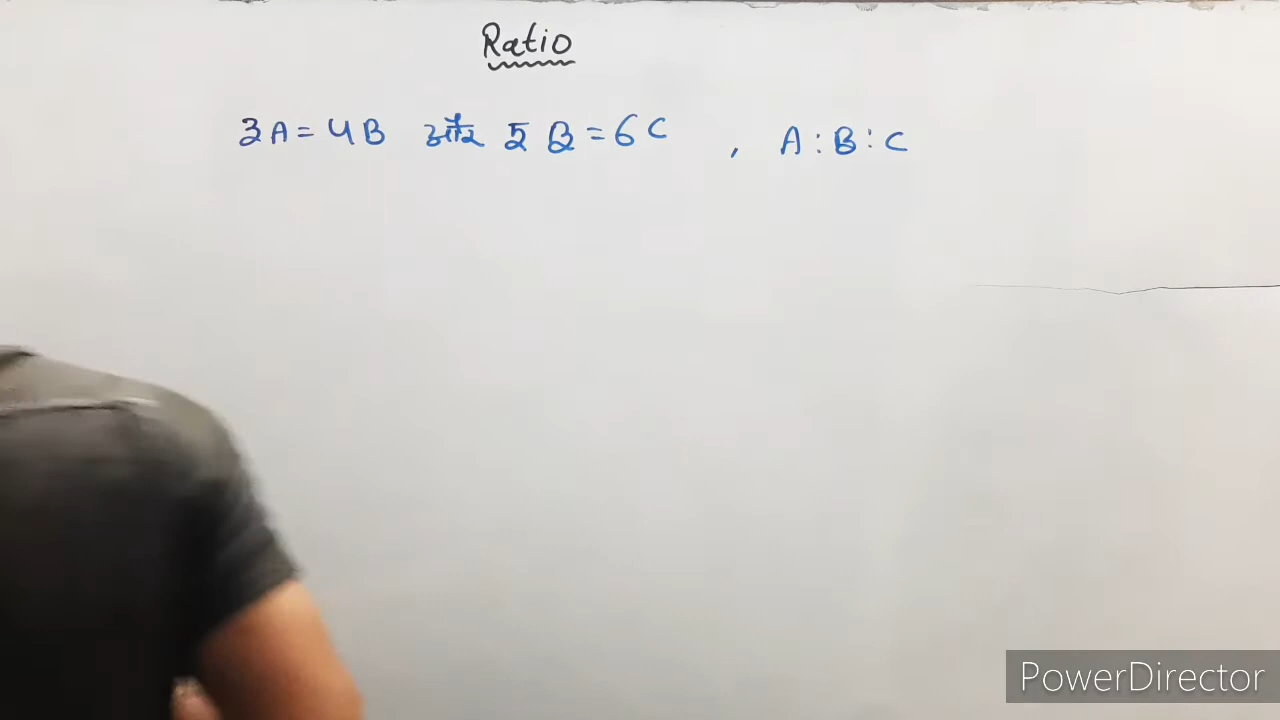 Ratio
3A = 4B और 5B = 6C , A : B : C
PowerDirector